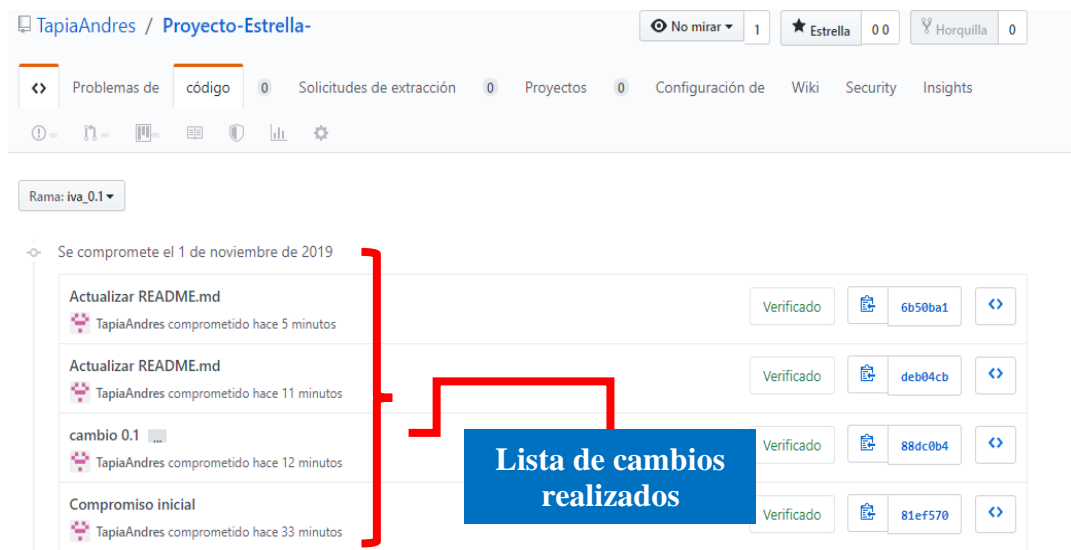 TapiaAndres / Proyecto-Estrella-
No mirar 1 Estrella 0 0 Horquilla 0
<> Problemas de código 0 Solicitudes de extracción 0 Proyectos 0 Configuración de Wiki Security Insights
Rama: iva_0.1
Se compromete el 1 de noviembre de 2019
Actualizar README.md
TapiaAndres comprometido hace 5 minutos
Verificado 6b50ba1 <>
Actualizar README.md
TapiaAndres comprometido hace 11 minutos
Verificado deb04cb <>
cambio 0.1 ...
TapiaAndres comprometido hace 12 minutos
Verificado 88dc0b4 <>
Lista de cambios
realizados
Compromiso inicial
TapiaAndres comprometido hace 33 minutos
Verificado 81ef570 <>